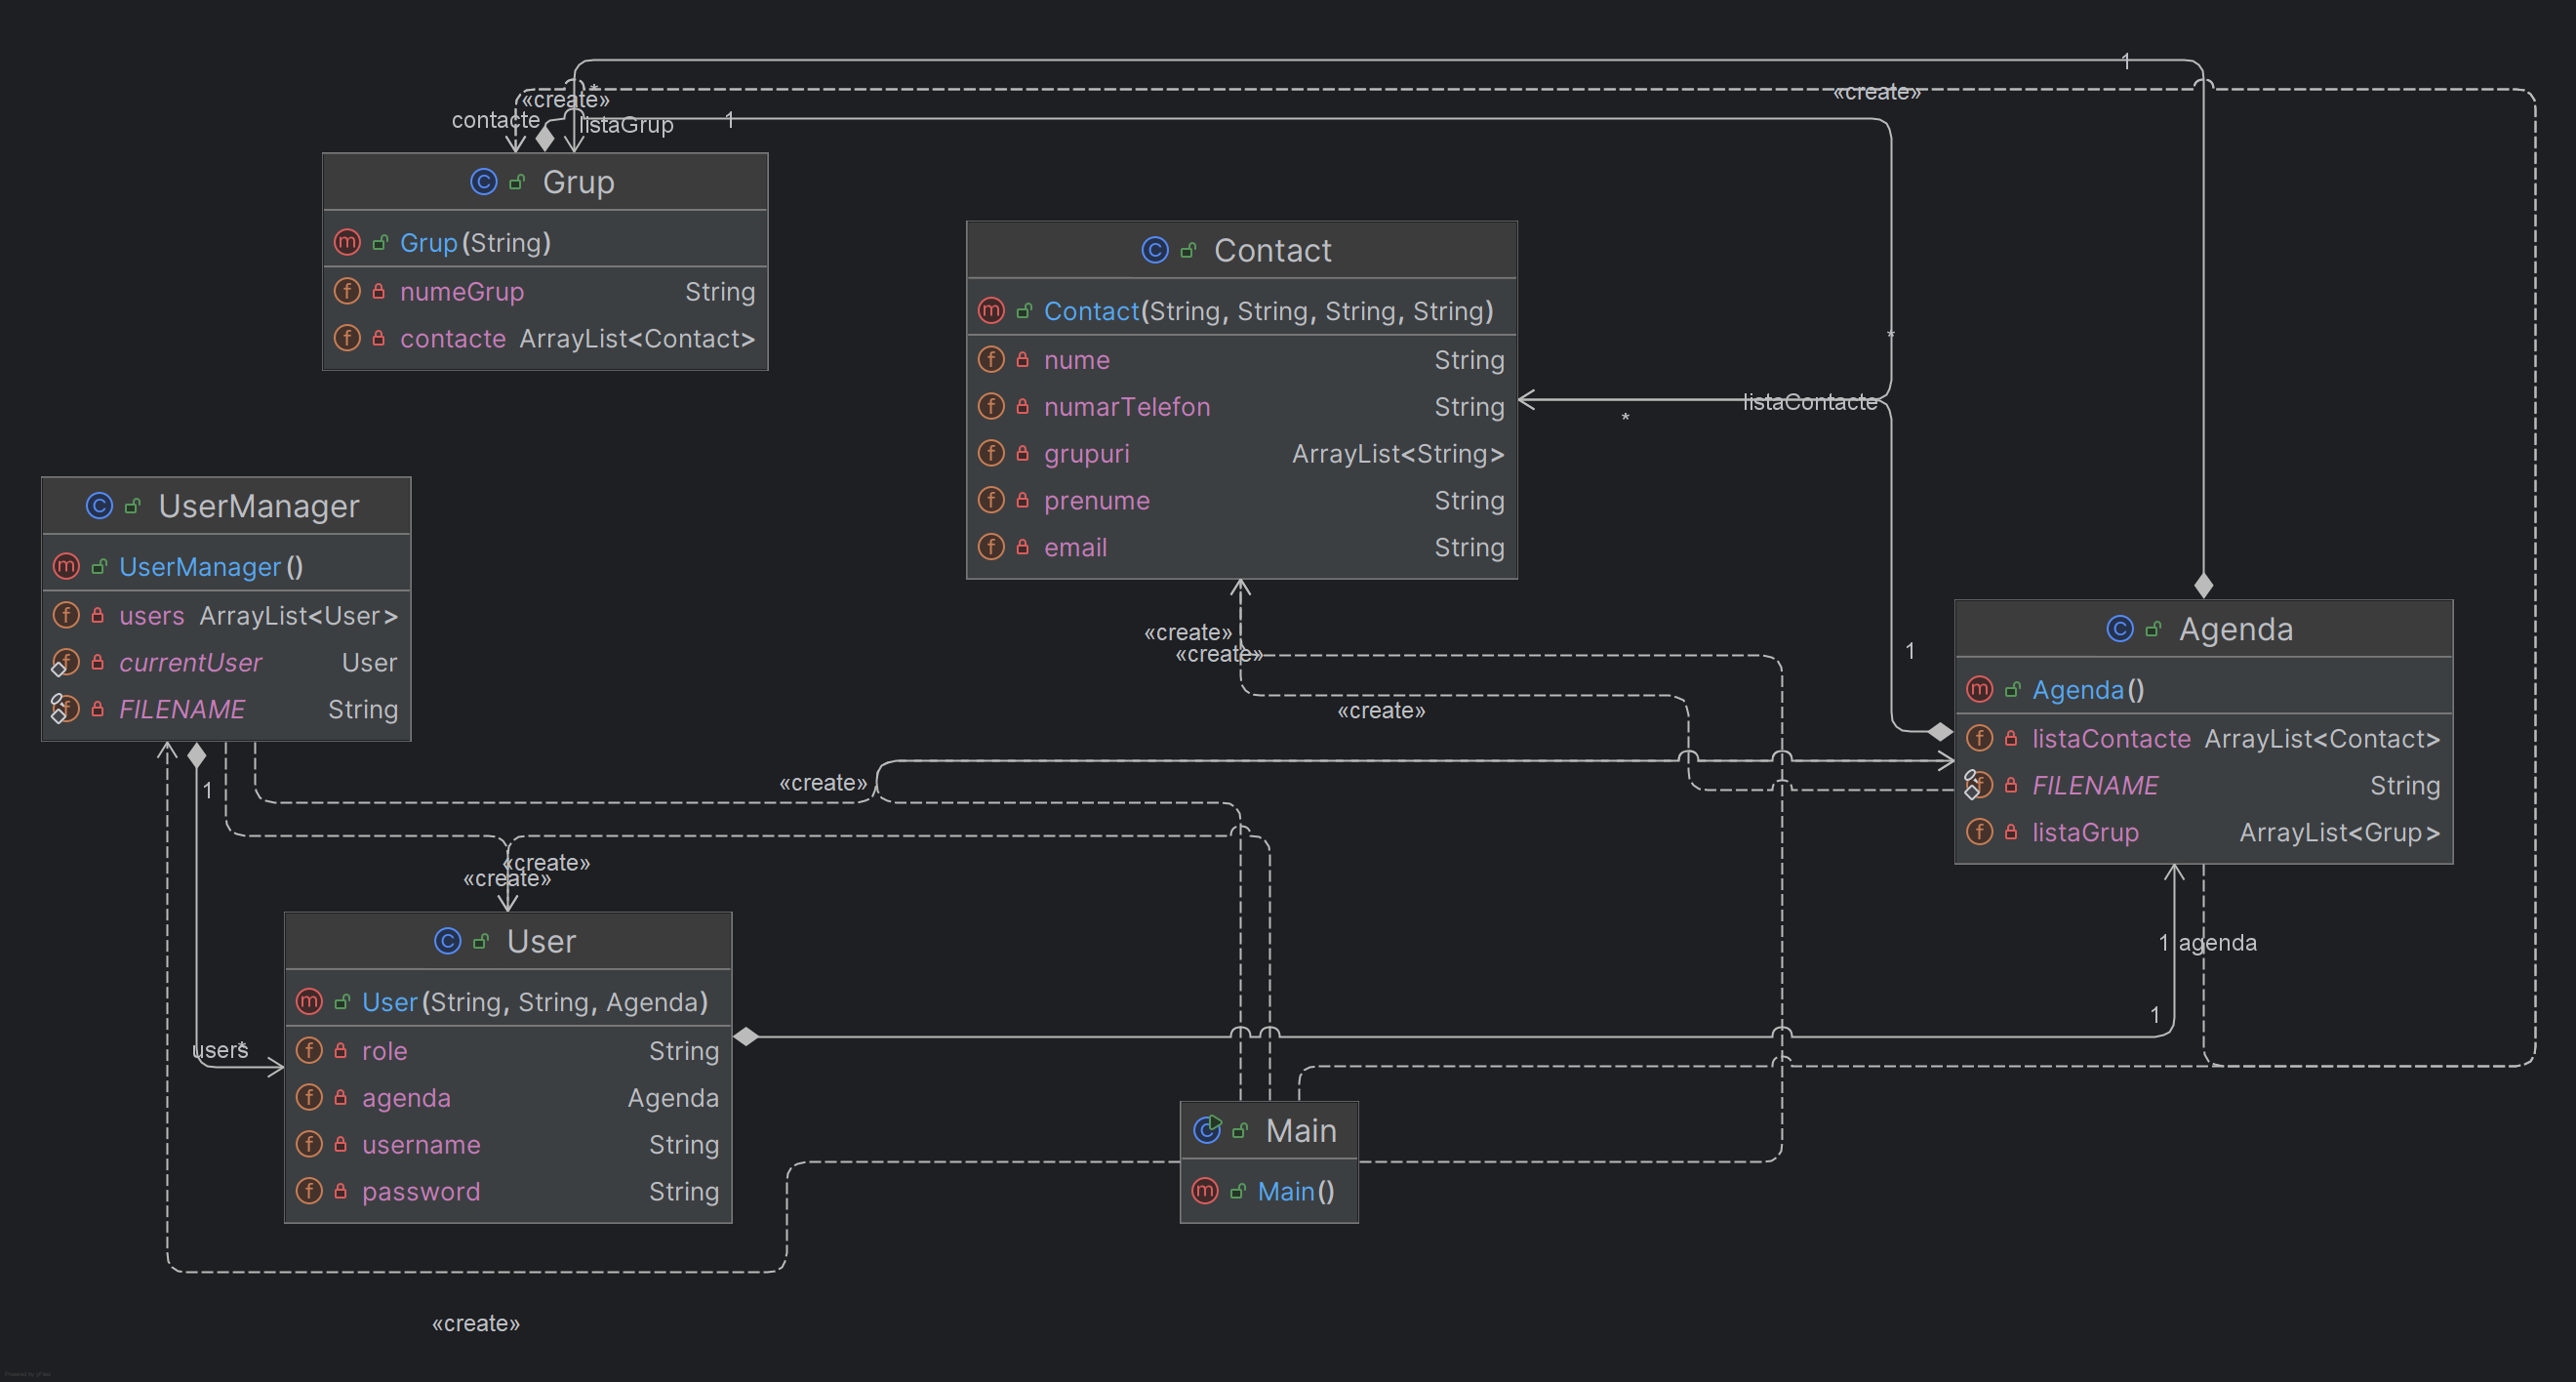 1
«create»
*
«create»
contacte
listaGrup
1
Grup
Grup(String)
numeGrup String
contacte ArrayList<Contact>
Contact
Contact(String, String, String, String)
nume String
numarTelefon String
grupuri ArrayList<String>
prenume String
email String
*
listaContacte
*
UserManager
UserManager()
users ArrayList<User>
currentUser User
FILENAME String
1
«create»
«create»
«create»
1
Agenda
Agenda()
listaContacte ArrayList<Contact>
FILENAME String
listaGrup ArrayList<Grup>
«create»
«create»
«create»
1 agenda
1
users*
User
User(String, String, Agenda)
role String
agenda Agenda
username String
password String
Main
Main()
«create»